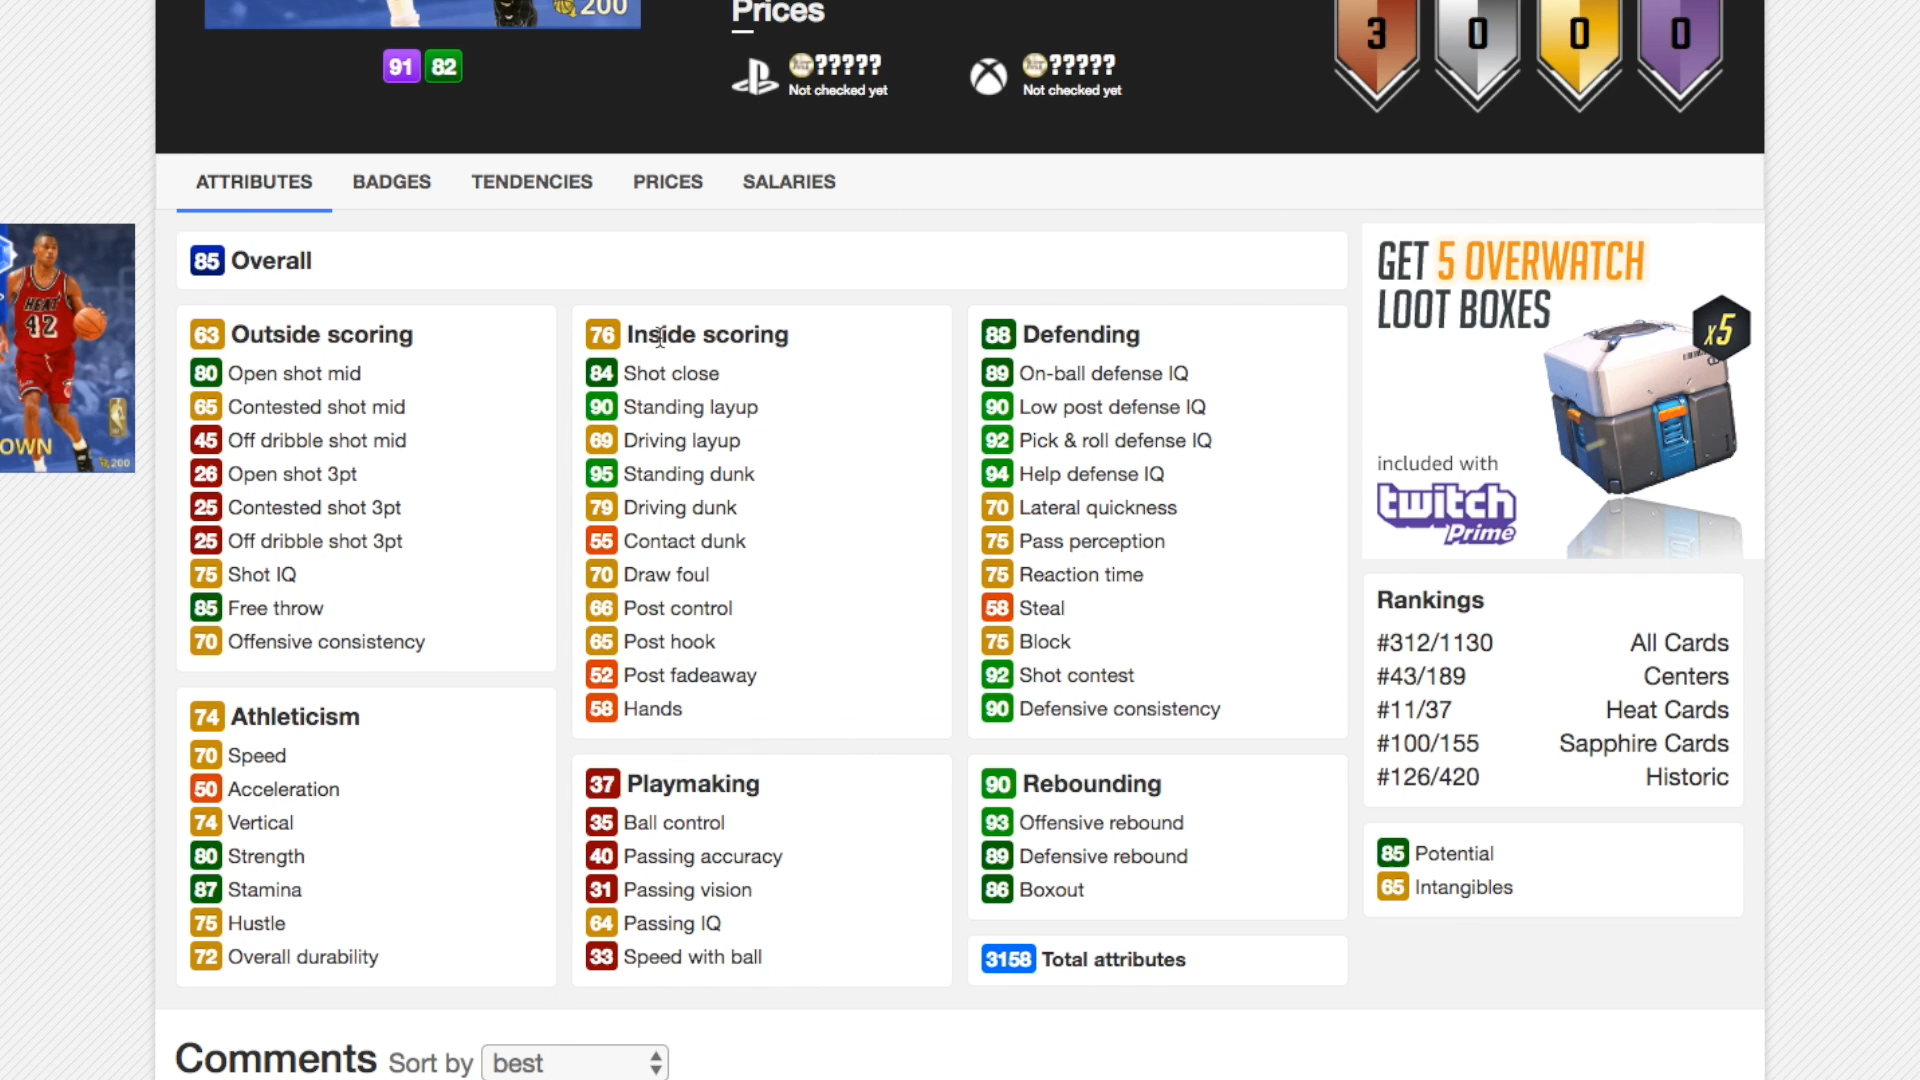 200
Prices
91 82
?????
Not checked yet
?????
Not checked yet
3 0 0 0
ATTRIBUTES BADGES TENDENCIES PRICES SALARIES
HEAT
42
OWN
200
85 Overall
63 Outside scoring
80 Open shot mid
65 Contested shot mid
45 Off dribble shot mid
26 Open shot 3pt
25 Contested shot 3pt
25 Off dribble shot 3pt
75 Shot IQ
85 Free throw
70 Offensive consistency
74 Athleticism
70 Speed
50 Acceleration
74 Vertical
80 Strength
87 Stamina
75 Hustle
72 Overall durability
76 Inside scoring
84 Shot close
90 Standing layup
69 Driving layup
95 Standing dunk
79 Driving dunk
55 Contact dunk
70 Draw foul
66 Post control
65 Post hook
52 Post fadeaway
58 Hands
37 Playmaking
35 Ball control
40 Passing accuracy
31 Passing vision
64 Passing IQ
33 Speed with ball
88 Defending
89 On-ball defense IQ
90 Low post defense IQ
92 Pick & roll defense IQ
94 Help defense IQ
70 Lateral quickness
75 Pass perception
75 Reaction time
58 Steal
75 Block
92 Shot contest
90 Defensive consistency
90 Rebounding
93 Offensive rebound
89 Defensive rebound
86 Boxout
3158 Total attributes
GET 5 OVERWATCH
LOOT BOXES
x5
included with
twitch
Prime
Rankings
#312/1130 All Cards
#43/189 Centers
#11/37 Heat Cards
#100/155 Sapphire Cards
#126/420 Historic
85 Potential
65 Intangibles
Comments Sort by best